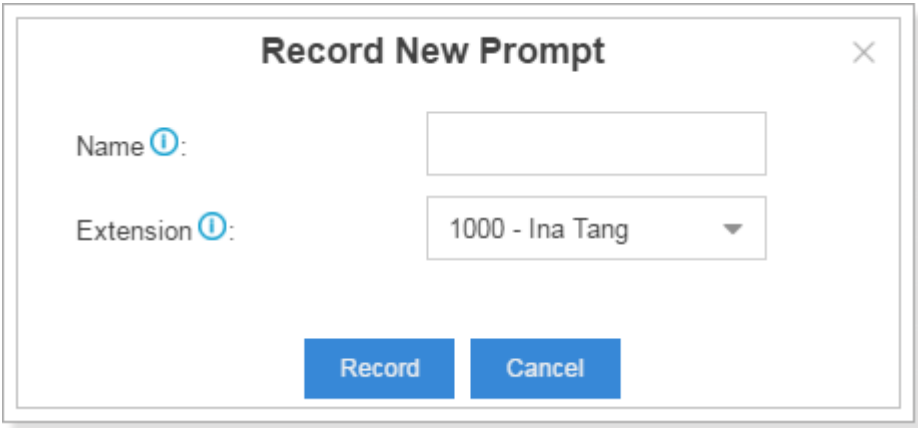 Record New Prompt
Name :
Extension :
1000 - Ina Tang
Record
Cancel